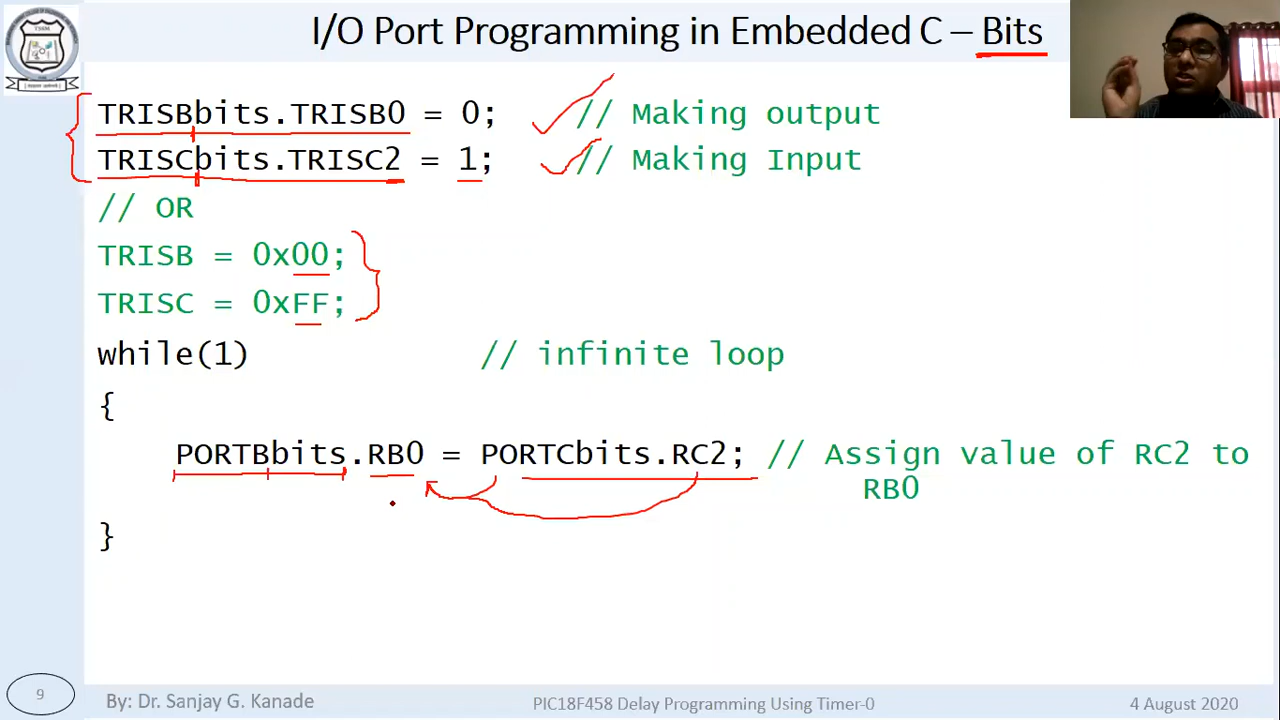 I/O Port Programming in Embedded C – Bits
TRISBbits.TRISB0 = 0; // Making output
TRISCbits.TRISC2 = 1; // Making Input
// OR
TRISB = 0x00;
TRISC = 0xFF;
while(1) // infinite loop
{
PORTBbits.RB0 = PORTCbits.RC2; // Assign value of RC2 to
RB0
}
9 By: Dr. Sanjay G. Kanade PIC18F458 Delay Programming Using Timer-0 4 August 2020